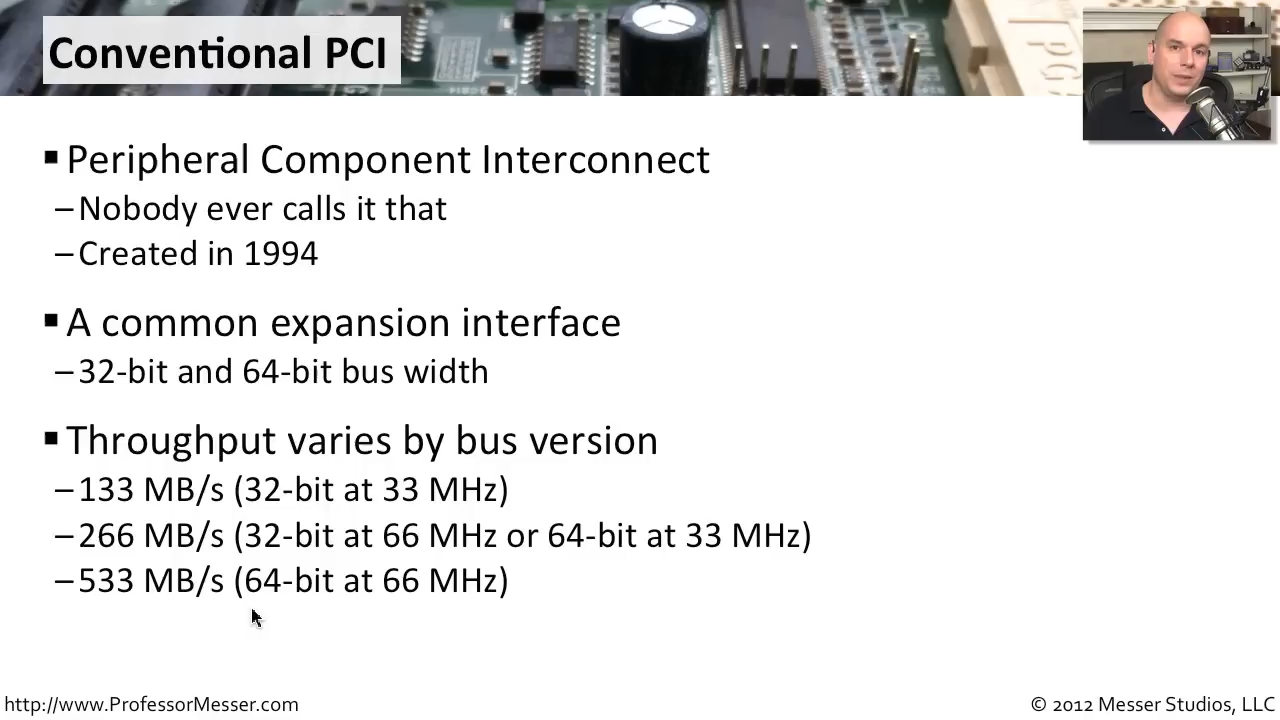 Conventional PCI
▪ Peripheral Component Interconnect
– Nobody ever calls it that
– Created in 1994
▪ A common expansion interface
– 32-bit and 64-bit bus width
▪ Throughput varies by bus version
– 133 MB/s (32-bit at 33 MHz)
– 266 MB/s (32-bit at 66 MHz or 64-bit at 33 MHz)
– 533 MB/s (64-bit at 66 MHz)
http://www.ProfessorMesser.com
© 2012 Messer Studios, LLC